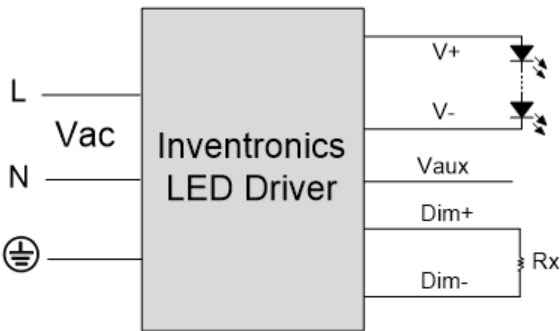 L
Vac
N
Inventronics
LED Driver
V+
V-
Vaux
Dim+
Rx
Dim-